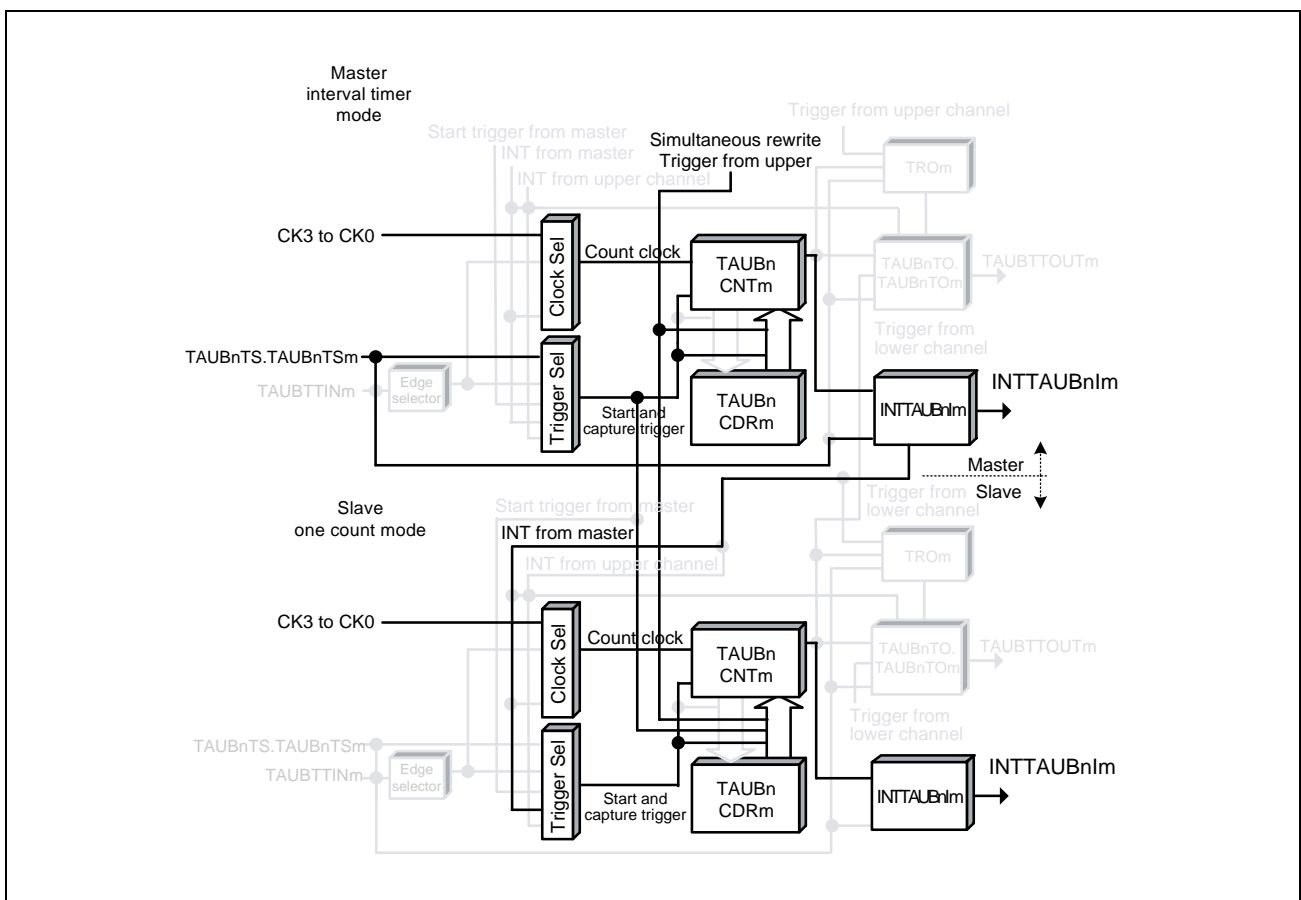 Master
interval timer
mode
Trigger from upper channel
Start trigger from master
INT from master
INT from upper channel
Simultaneous rewrite
Trigger from upper
TROm
CK3 to CK0
Clock Sel
Count clock
TAUBn
CNTm
TAUBnTO.
TAUBnTOm
TAUBTTOUTm
Trigger from
lower channel
TAUBnTS.TAUBnTSm
TAUBTTINm
Edge
selector
Trigger Sel
Start and
capture trigger
TAUBn
CDRm
INTTAUBnIm
INTTAUBnIm
Master
Slave
Trigger from
lower channel
Slave
one count mode
Start trigger from master
INT from master
INT from upper channel
TROm
CK3 to CK0
Clock Sel
Count clock
TAUBn
CNTm
TAUBnTO.
TAUBnTOm
TAUBTTOUTm
Trigger from
lower channel
TAUBnTS.TAUBnTSm
TAUBTTINm
Edge
selector
Trigger Sel
Start and
capture trigger
TAUBn
CDRm
INTTAUBnIm
INTTAUBnIm